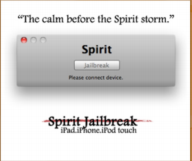 “The calm before the Spirit storm.”
Spirit
Jailbreak
Please connect device.
Spirit Jailbreak
iPad.iPhone.iPod touch